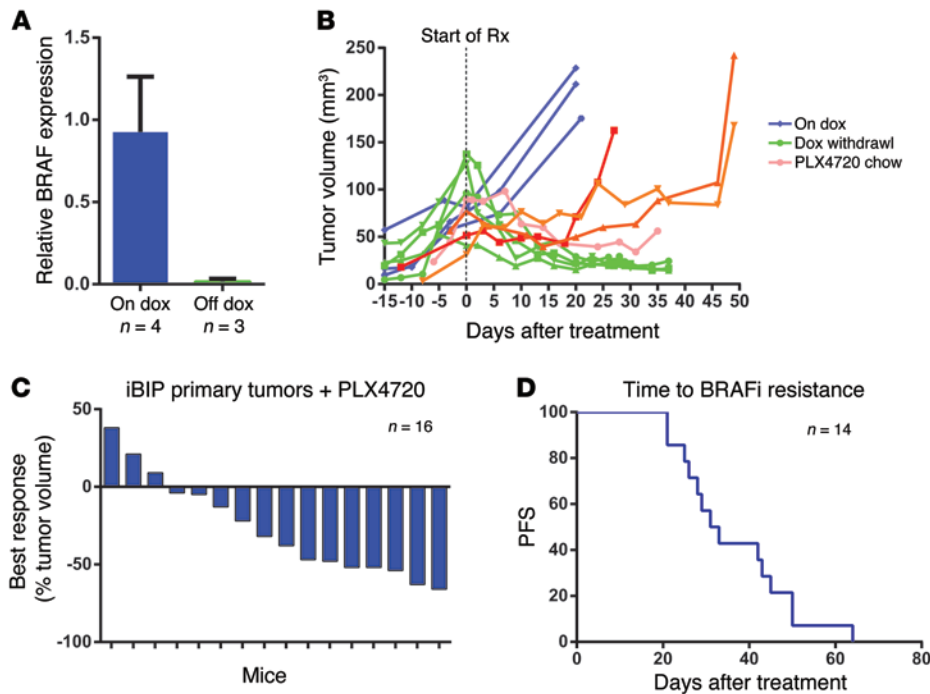 A
Relative BRAF expression
1.5
1.0
0.5
0.0
On dox
n = 4
Off dox
n = 3
B
Start of Rx
Tumor volume (mm³)
250
200
150
100
50
0
-15 -10 -5 0 5 10 15 20 25 30 35 40 46 50
Days after treatment
On dox
Dox withdrawl
PLX4720 chow
C
iBIP primary tumors + PLX4720
n = 16
Best response
(% tumor volume)
50
0
-50
-100
Mice
D
Time to BRAFi resistance
n = 14
PFS
100
80
60
40
20
0
0 20 40 60 80
Days after treatment